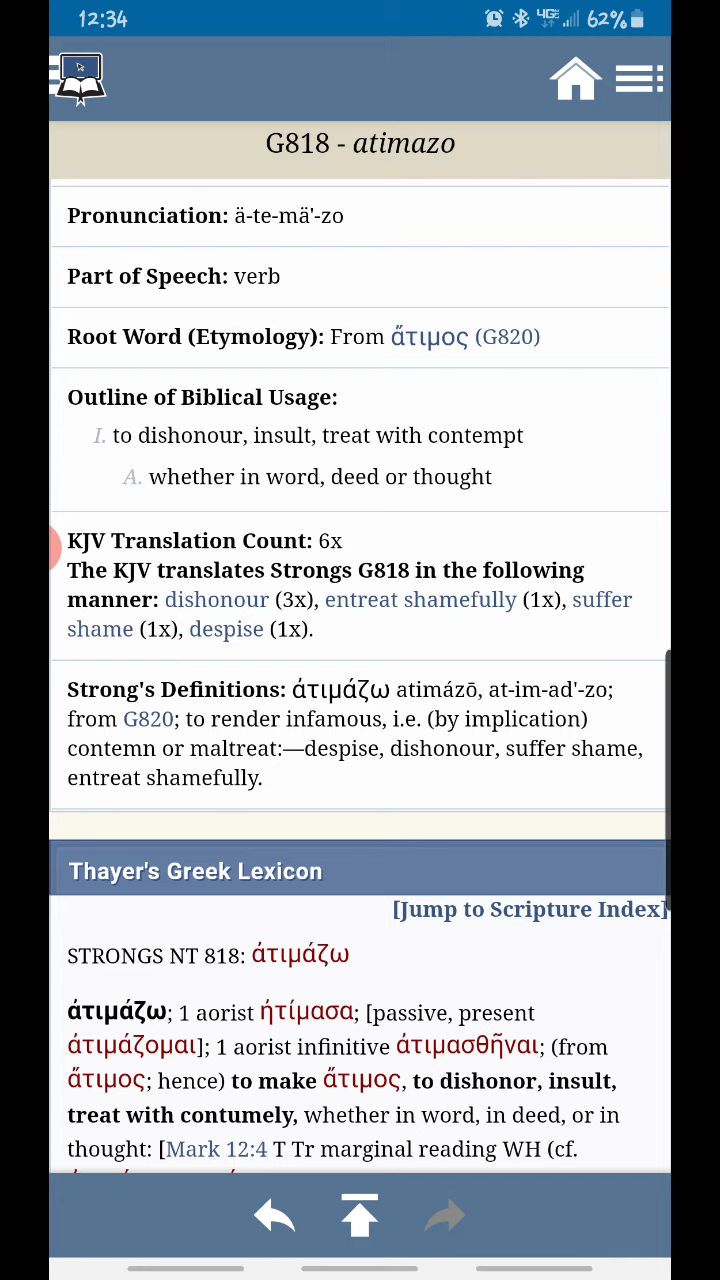 12:34
4GE 62%
G818 - atimazo
Pronunciation: ä-te-mä'-zo
Part of Speech: verb
Root Word (Etymology): From ἄτιμος (G820)
Outline of Biblical Usage:
I. to dishonour, insult, treat with contempt
A. whether in word, deed or thought
KJV Translation Count: 6x
The KJV translates Strongs G818 in the following
manner: dishonour (3x), entreat shamefully (1x), suffer
shame (1x), despise (1x).
Strong's Definitions: ἀτιμάζω atimázō, at-im-ad'-zo;
from G820; to render infamous, i.e. (by implication)
contemn or maltreat:—despise, dishonour, suffer shame,
entreat shamefully.
Thayer's Greek Lexicon
[Jump to Scripture Index]
STRONGS NT 818: ἀτιμάζω
ἀτιμάζω; 1 aorist ἠτίμασα; [passive, present
ἀτιμάζομαι]; 1 aorist infinitive ἀτιμασθῆναι; (from
ἄτιμος; hence) to make ἄτιμος, to dishonor, insult,
treat with contumely, whether in word, in deed, or in
thought: [Mark 12:4 T Tr marginal reading WH (cf.